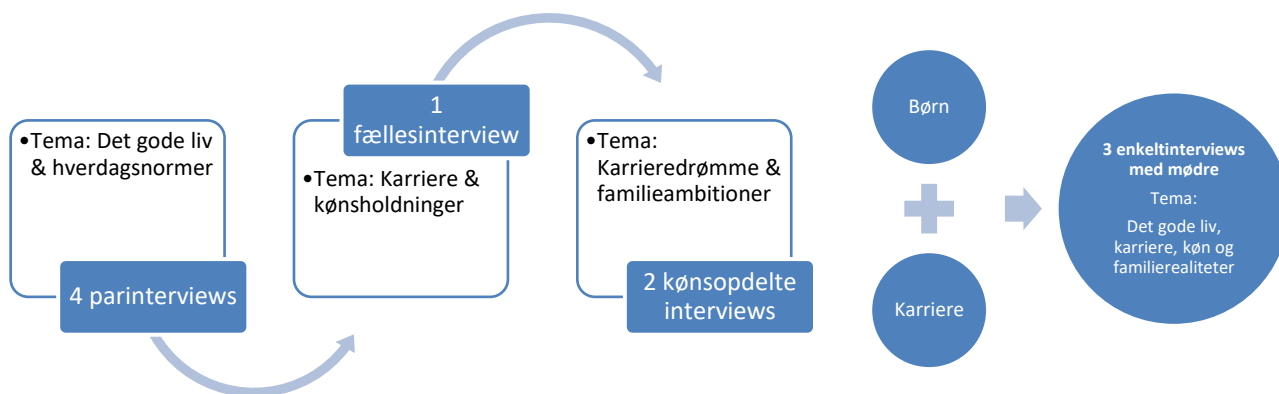 •Tema: Det gode liv
& hverdagsnormer
4 parinterviews
1
fællesinterview
•Tema: Karriere &
kønsholdninger
•Tema:
Karrieredrømme &
familieambitioner
2 kønsopdelte
interviews
Børn
Karriere
3 enkeltinterviews
med mødre
Tema:
Det gode liv,
karriere, køn og
familierealiteter